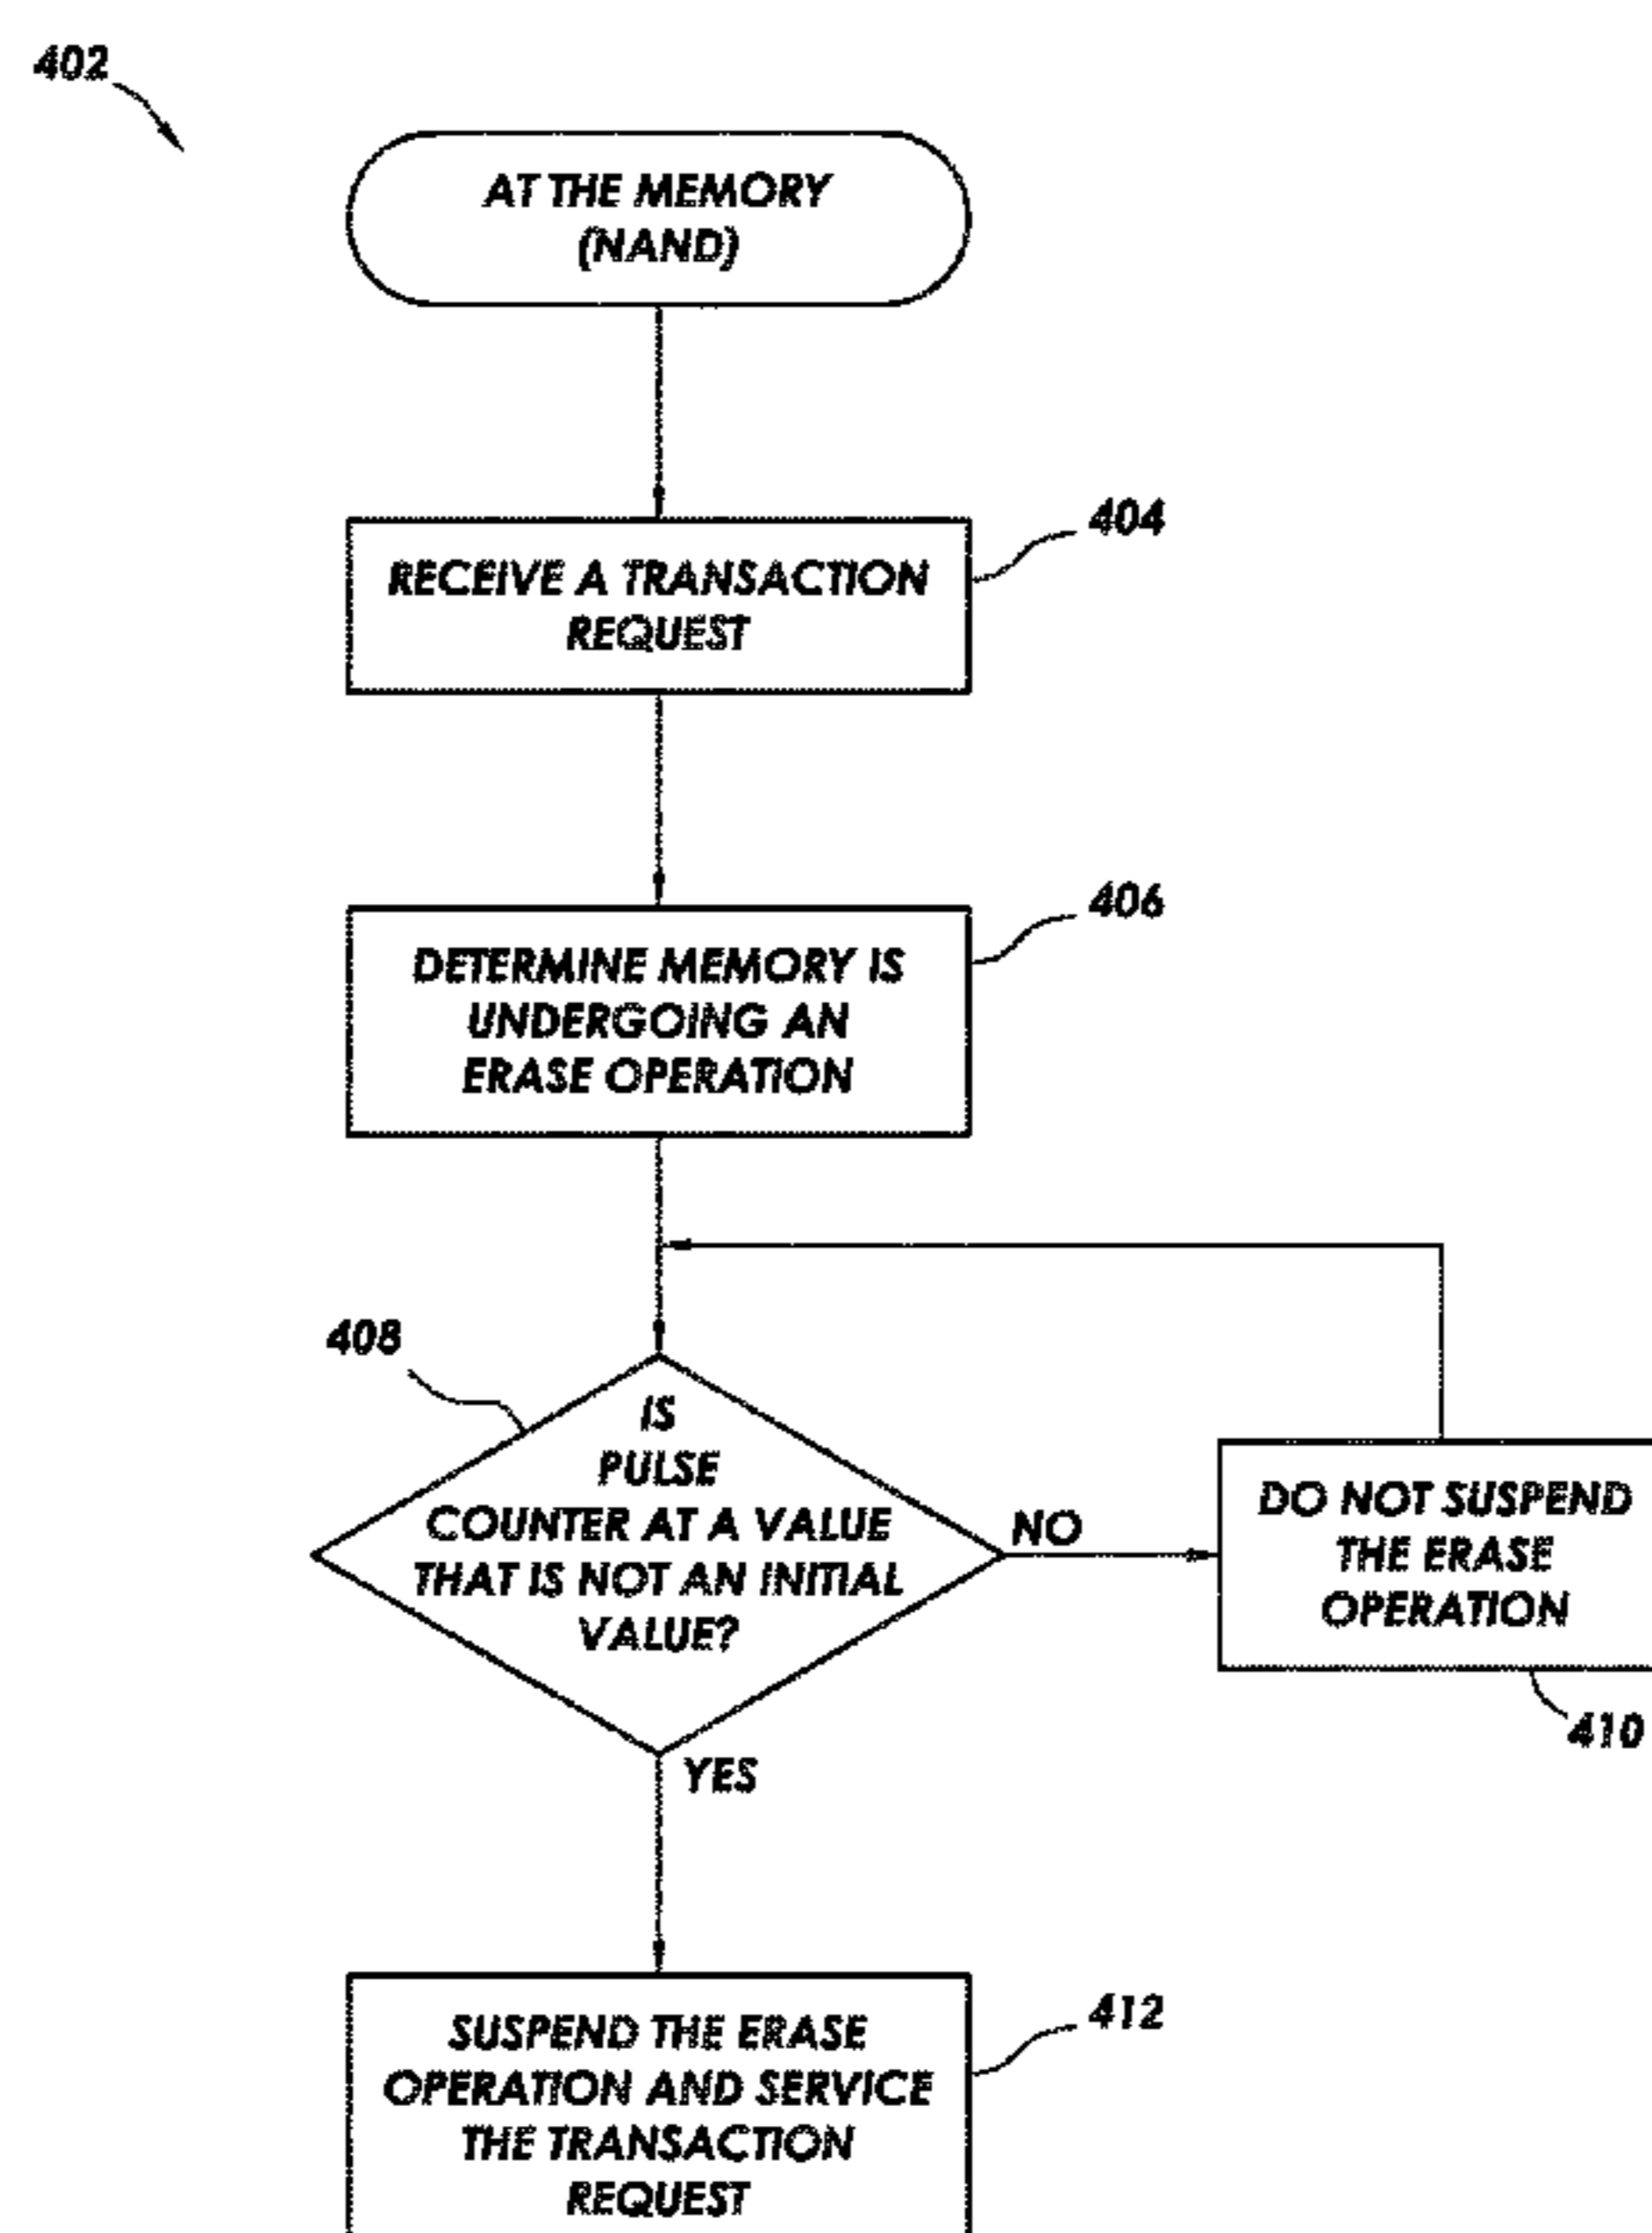 402
AT THE MEMORY
(NAND)
404
RECEIVE A TRANSACTION
REQUEST
406
DETERMINE MEMORY IS
UNDERGOING AN
ERASE OPERATION
408
IS
PULSE
COUNTER AT A VALUE
THAT IS NOT AN INITIAL
VALUE?
NO
DO NOT SUSPEND
THE ERASE
OPERATION
410
YES
412
SUSPEND THE ERASE
OPERATION AND SERVICE
THE TRANSACTION
REQUEST